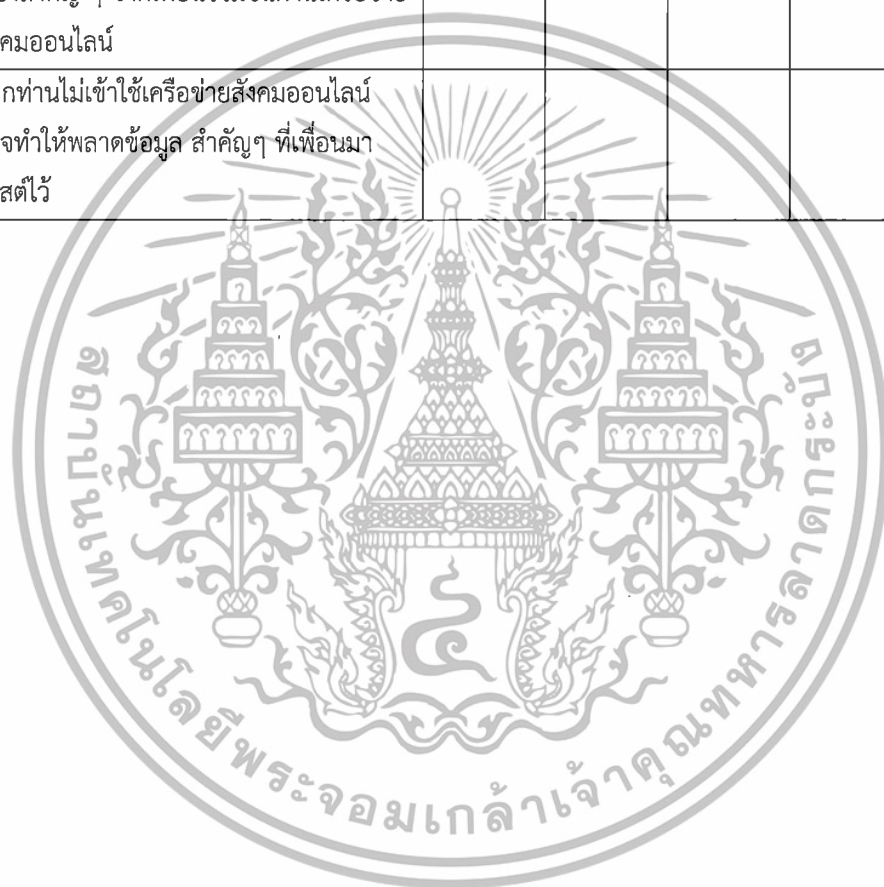 คมออนไลน์
กท่านไม่เข้าใช้เครือข่ายสังคมออนไลน์
จทำให้พลาดข้อมูล สำคัญๆ ที่เพื่อนมา
สต์ไว้
สถาบันเทคโนโลยีพระจอมเกล้าเจ้าคุณทหารลาดกระบัง
๔